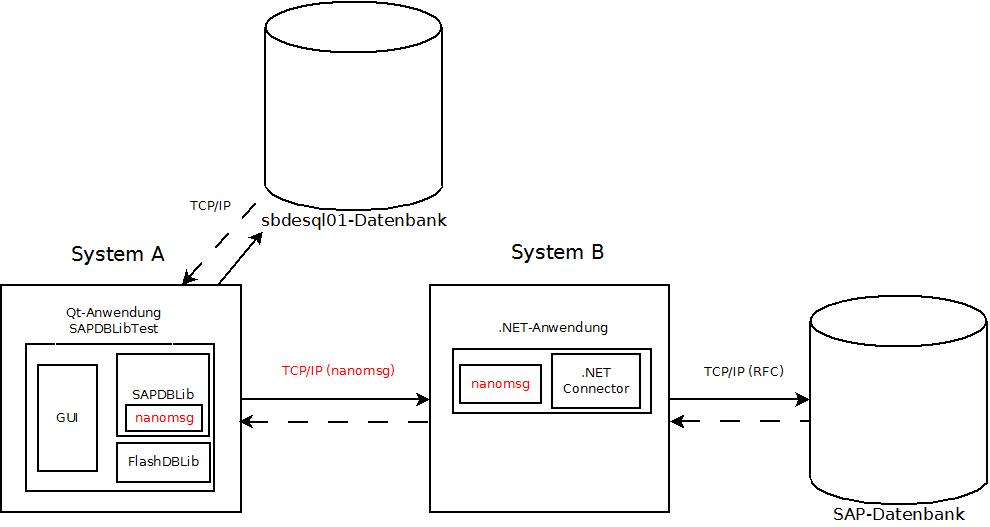 TCP/IP
sbdesql01-Datenbank
System A
System B
Qt-Anwendung
SAPDBLibTest
.NET-Anwendung
TCP/IP (nanomsg)
TCP/IP (RFC)
GUI
SAPDBLib
nanomsg
FlashDBLib
nanomsg
.NET
Connector
SAP-Datenbank